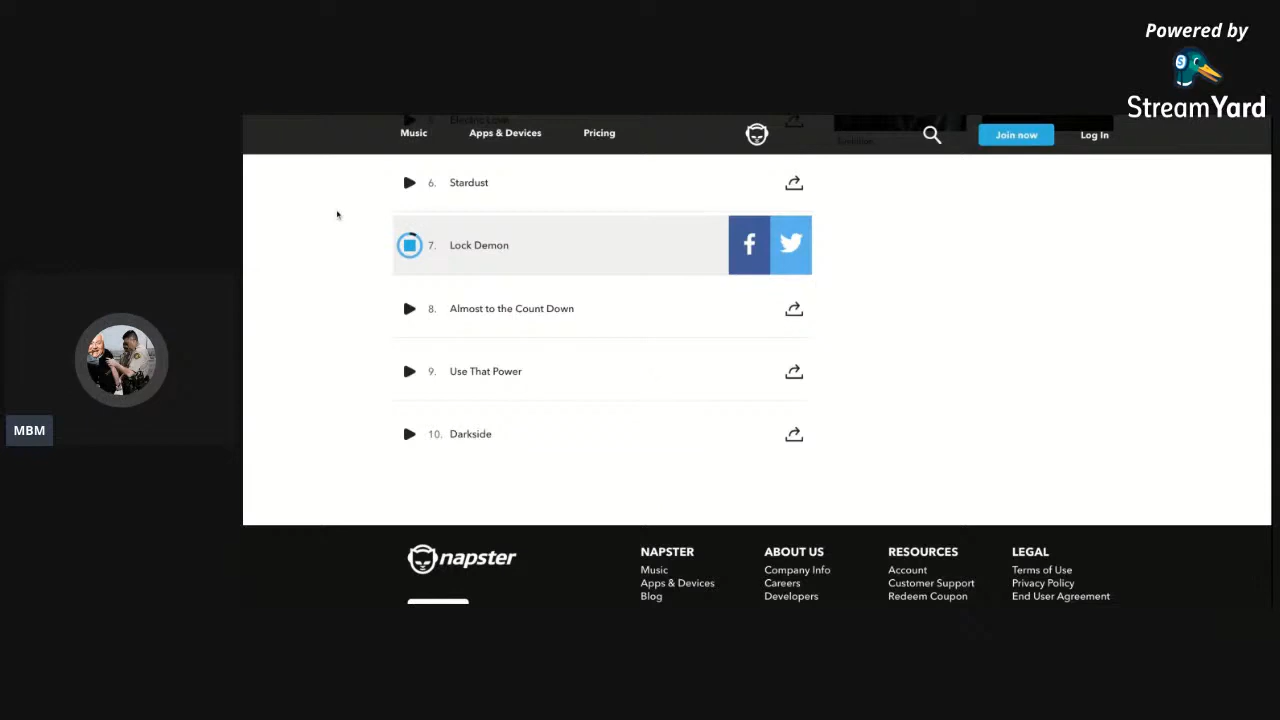 Powered by
StreamYard
Music Apps & Devices Pricing Join now Log In
6. Stardust
7. Lock Demon
8. Almost to the Count Down
9. Use That Power
10. Darkside
MBM
napster
NAPSTER
Music
Apps & Devices
Blog
ABOUT US
Company Info
Careers
Developers
RESOURCES
Account
Customer Support
Redeem Coupon
LEGAL
Terms of Use
Privacy Policy
End User Agreement